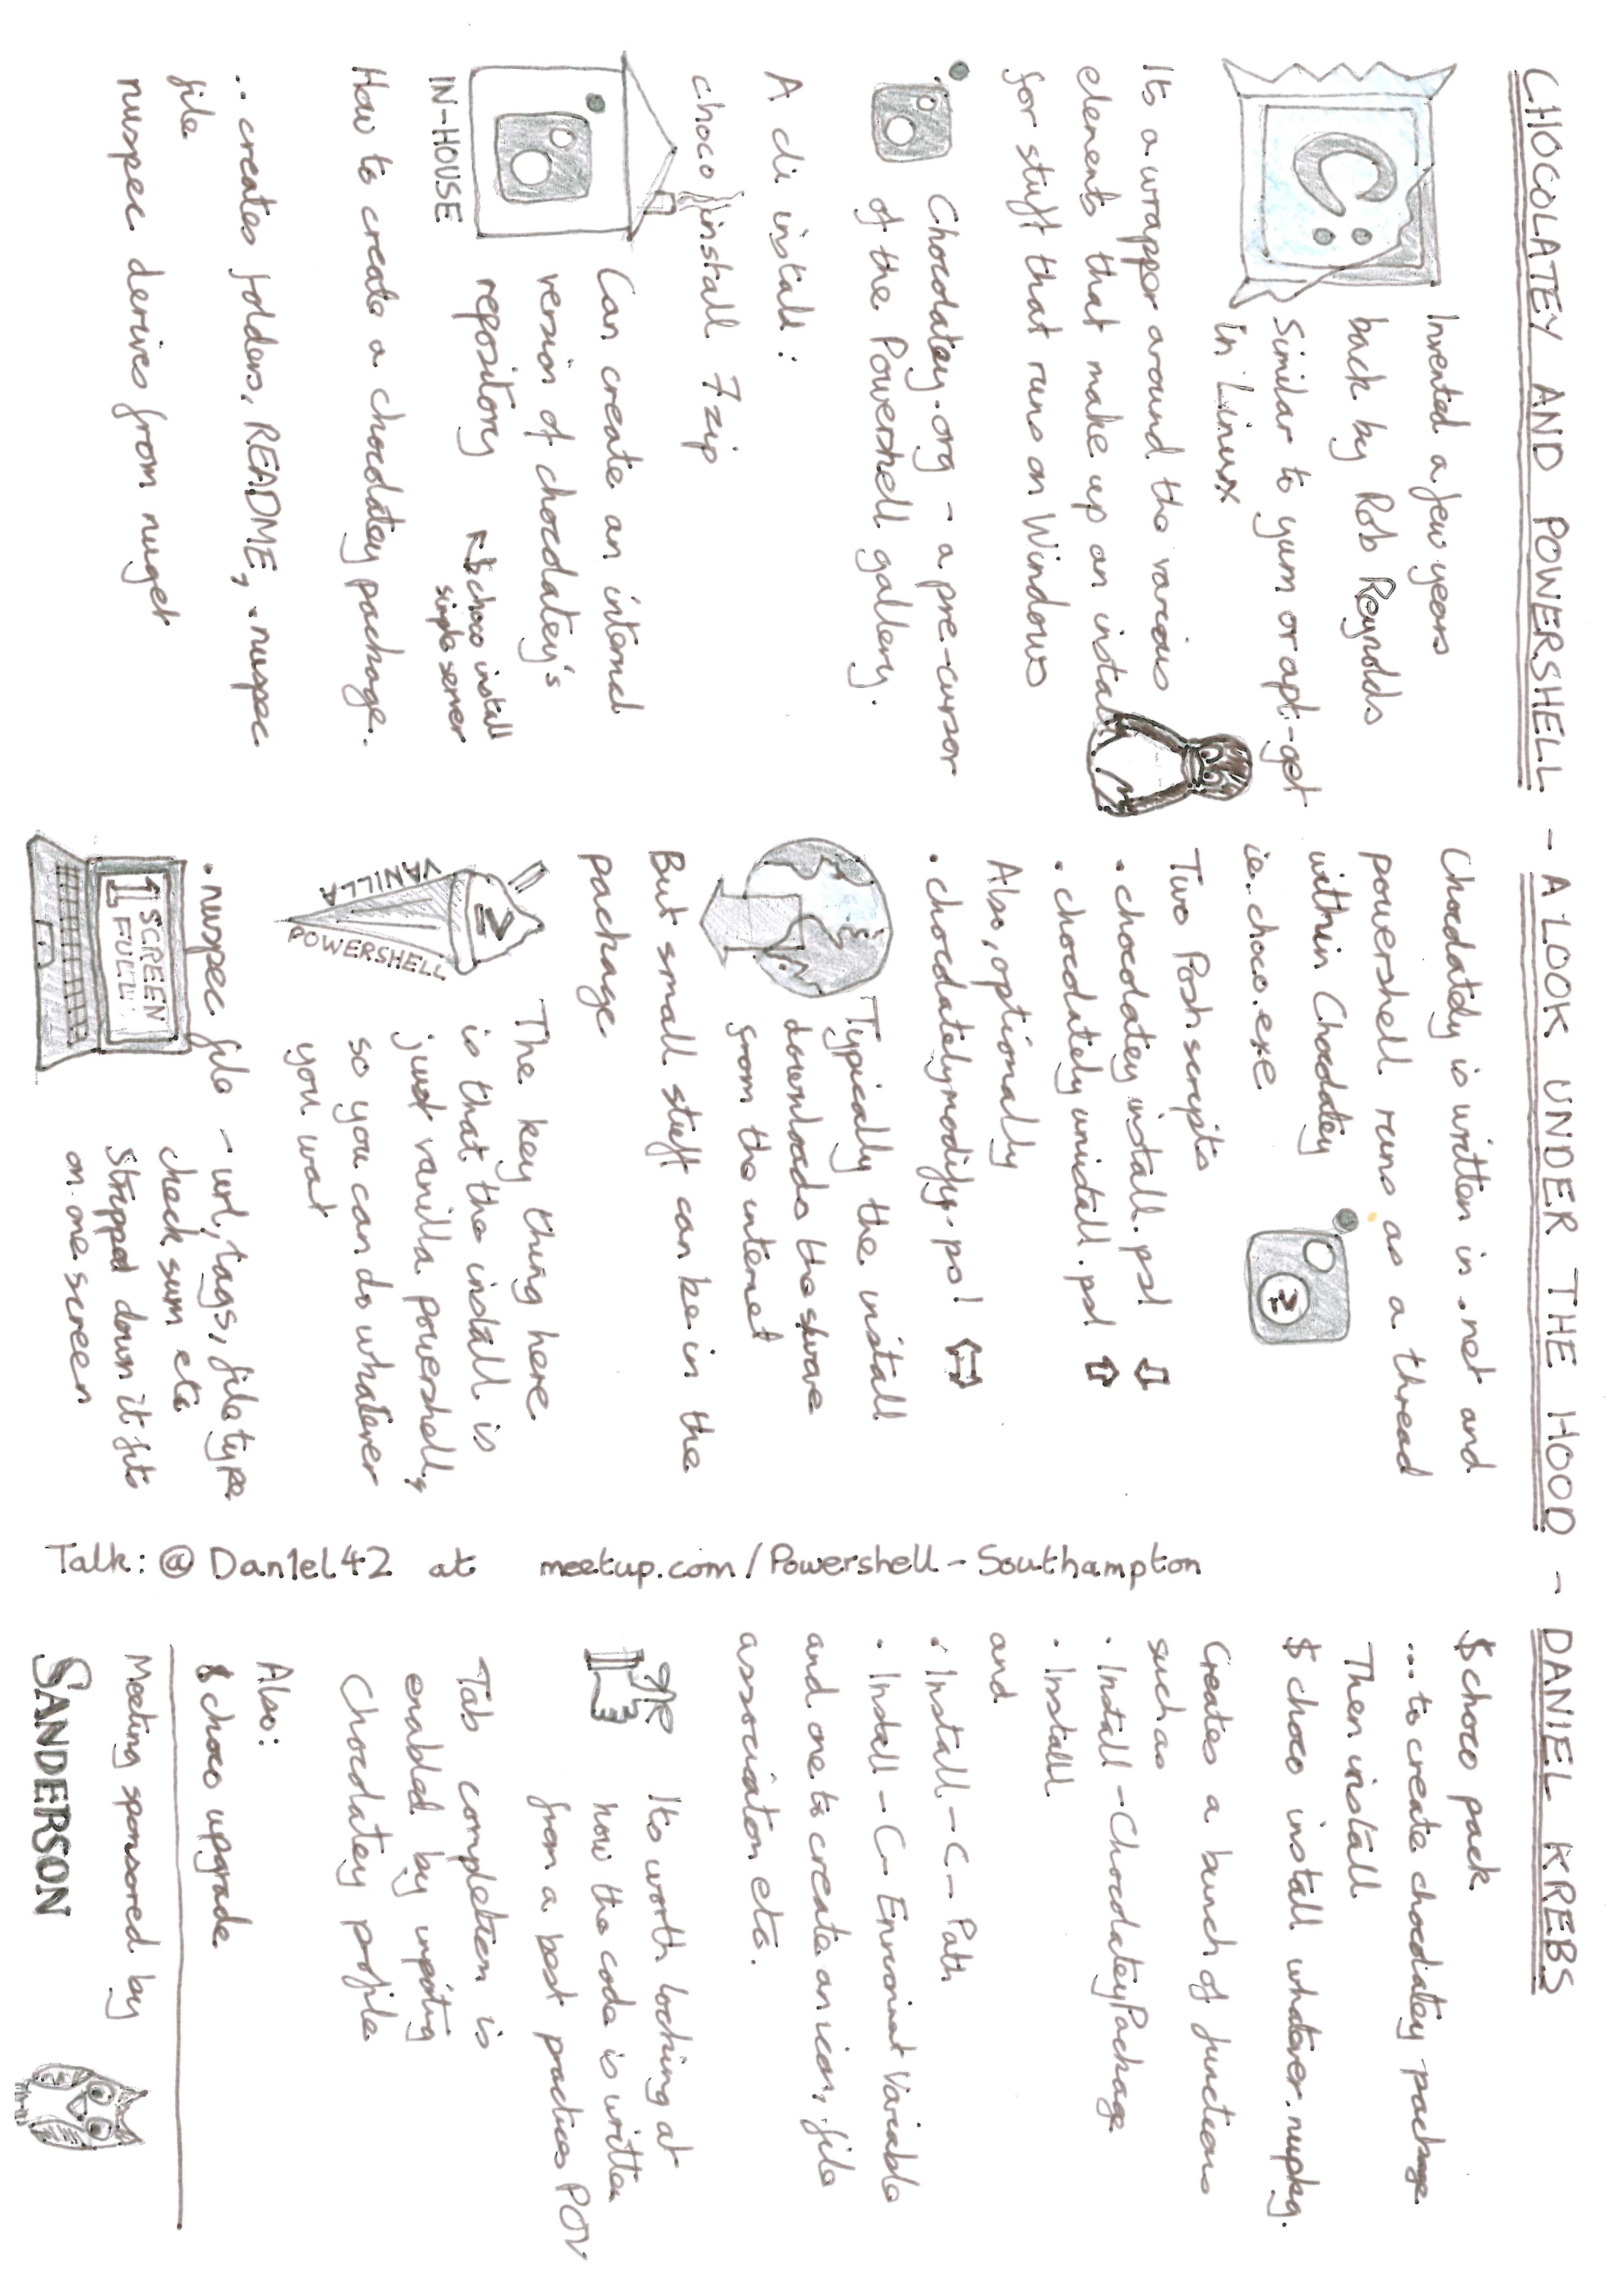 CHOCOLATEY AND POWERSHELL - A LOOK UNDER THE HOOD - DANIEL KREBS
C:
Invented a few years
back by Rob Reynolds
Similar to yum or apt-get
in Linux
Its a wrapper around the various
elements that make up an install
for stuff that runs on Windows
Chocolatey.org - a pre-cursor
of the Powershell gallery.
A cli install:
choco install 7zip
Can create an internal
version of chocolatey's
repository
$ choco install
simple server
IN-HOUSE
How to create a chocolatey package.
.. creates folders, README, .nuspec
file
nuspec derives from nuget
Chocolately is written in .net and
powershell runs as a thread
within Chocolatey
ie. choco.exe
Two Posh scripts
. chocolatey install. ps1
. chocolately uninstall. ps1
Also, optionally
. chocolatelymodify. ps1
Typically the install
downloads the
from the internet
But small stuff can be in the
package
The key thing here
is that the install is
just vanilla powershell,
so you can do whatever
you wat
VANILLA
POWERSHELL
.nuspec file - url, tags, file type
check sum etc
Stripped down it fits
on one screen
1 SCREEN
FULL
Talk: @Dan1el42 at meetup.com/Powershell-Southampton
$ choco pack
... to create chocolatey package
Then install
$ choco install whatever.nupkg.
Creates a bunch of functions
such as
. Install - ChocolateyPackage
. Installl
and
. Install - C - Path
. Install - C - Variable
and one to create an icon, file
association etc.
Its worth looking at
how the code is written
from a best practices POV
Tab completion is
enabled by
Chocolatey profile
Also:
$ choco upgrade
Meeting sponsored by
SANDERSON